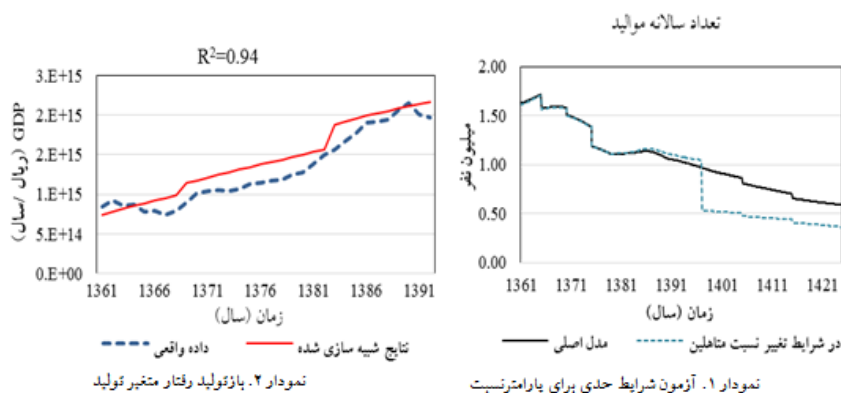 تعداد سالانه موالید
2.00
1.50
1.00
0.50
0.00
میلیون نفر
1361 1371 1381 1391 1401 1411 1421
زمان (سال)
مدل اصلی
در شرایط تغییر نسبت متاهلین
نمودار ۱. آزمون شرایط حدی برای پارامترنسبت
R²=0.94
3.E+15
2.E+15
2.E+15
1.E+15
5.E+14
0.E+00
GDP (ریال /سال)
1361 1366 1371 1376 1381 1386 1391
زمان (سال)
داده واقعی
نتایج شبیه سازی شده
نمودار ۲. بازتولید رفتار متغیر تولید